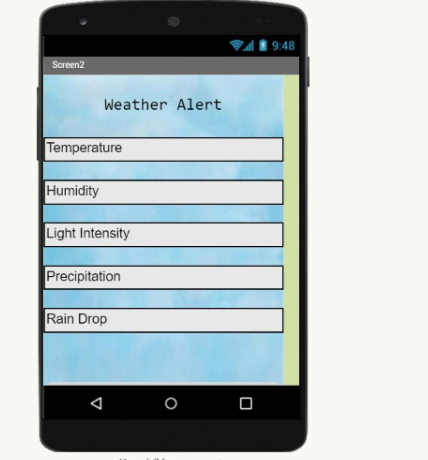 9:48
Screen2
Weather Alert
Temperature
Humidity
Light Intensity
Precipitation
Rain Drop